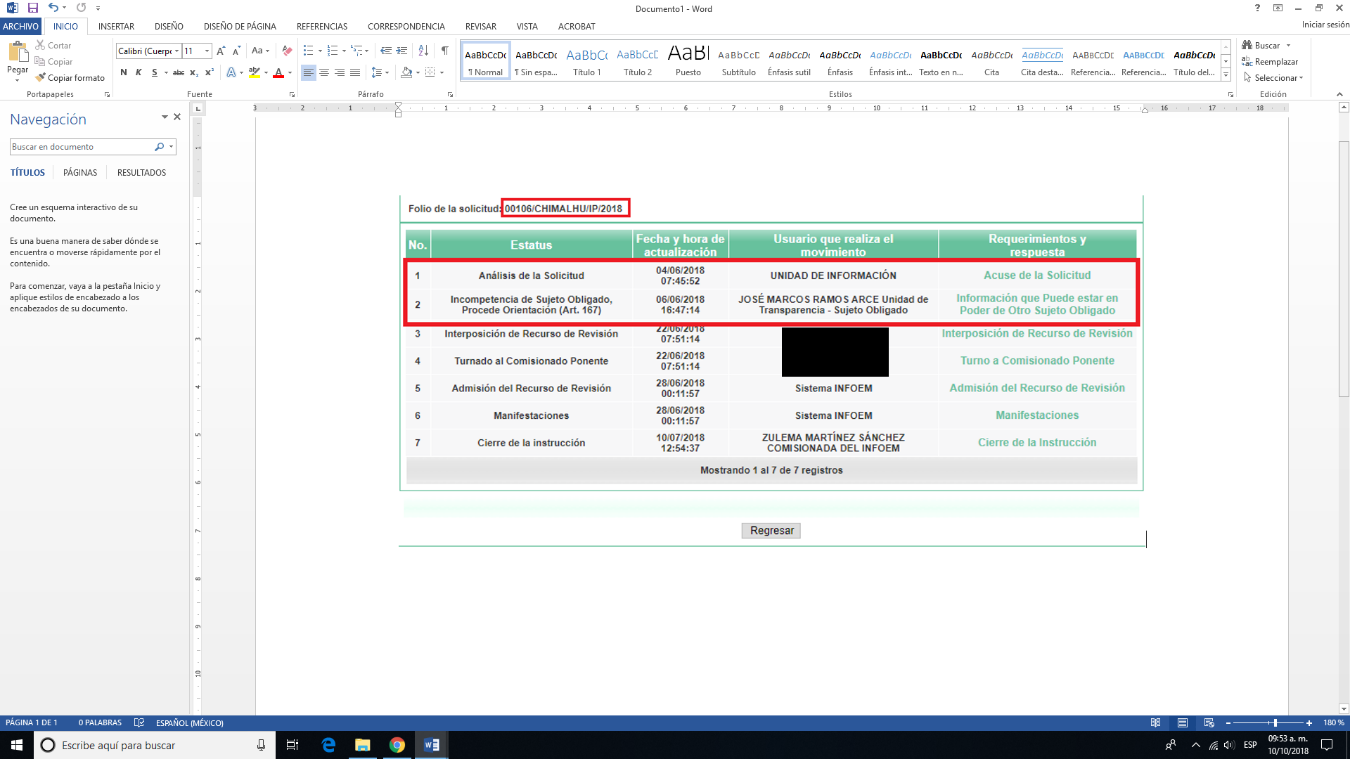 Documento1 - Word
Iniciar sesión
ARCHIVO INICIO INSERTAR DISEÑO DISEÑO DE PÁGINA REFERENCIAS CORRESPONDENCIA REVISAR VISTA ACROBAT
Pegar
Cortar
Copiar
Copiar formato
Portapapeles
Calibri (Cuerpo 11
Fuente
Párrafo
AaBbCcDc AaBbCcDc AaBbCc AaBbCcC AaBl AaBbCcC AaBbCcDc AaBbCcDc AaBbCcDc AaBbCcDc AaBbCcDc AaBbCcDc AABBCCDC AABBCCDC AaBbCcDc
¶ Normal ¶ Sin espa... Título 1 Título 2 Puesto Subtítulo Énfasis sutil Énfasis Énfasis int... Texto en n... Cita Cita desta... Referencia... Referencia... Título del...
Estilos
Buscar
Reemplazar
Seleccionar
Edición
Navegación
Buscar en documento
TÍTULOS PÁGINAS RESULTADOS
Cree un esquema interactivo de su
documento.
Es una buena manera de saber dónde se
encuentra o moverse rápidamente por el
contenido.
Para comenzar, vaya a la pestaña Inicio y
aplique estilos de encabezado a los
encabezados de su documento.
Folio de la solicitud: 00106/CHIMALHU/IP/2018
No. Estatus Fecha y hora de actualización Usuario que realiza el movimiento Requerimientos y respuesta
1 Análisis de la Solicitud 04/06/2018 07:45:52 UNIDAD DE INFORMACIÓN Acuse de la Solicitud
2 Incompetencia de Sujeto Obligado, Procede Orientación (Art. 167) 06/06/2018 16:47:14 JOSÉ MARCOS RAMOS ARCE Unidad de Transparencia - Sujeto Obligado Información que Puede estar en Poder de Otro Sujeto Obligado
3 Interposición de Recurso de Revisión 22/06/2018 07:51:14 Interposición de Recurso de Revisión
4 Turnado al Comisionado Ponente 22/06/2018 07:51:14 Turno a Comisionado Ponente
5 Admisión del Recurso de Revisión 28/06/2018 00:11:57 Sistema INFOEM Admisión del Recurso de Revisión
6 Manifestaciones 28/06/2018 00:11:57 Sistema INFOEM Manifestaciones
7 Cierre de la instrucción 10/07/2018 12:54:37 ZULEMA MARTÍNEZ SÁNCHEZ COMISIONADA DEL INFOEM Cierre de la Instrucción
Mostrando 1 al 7 de 7 registros
Regresar
PÁGINA 1 DE 1 0 PALABRAS ESPAÑOL (MÉXICO) 180 %
Escribe aquí para buscar
ESP
09:53 a. m.
10/10/2018